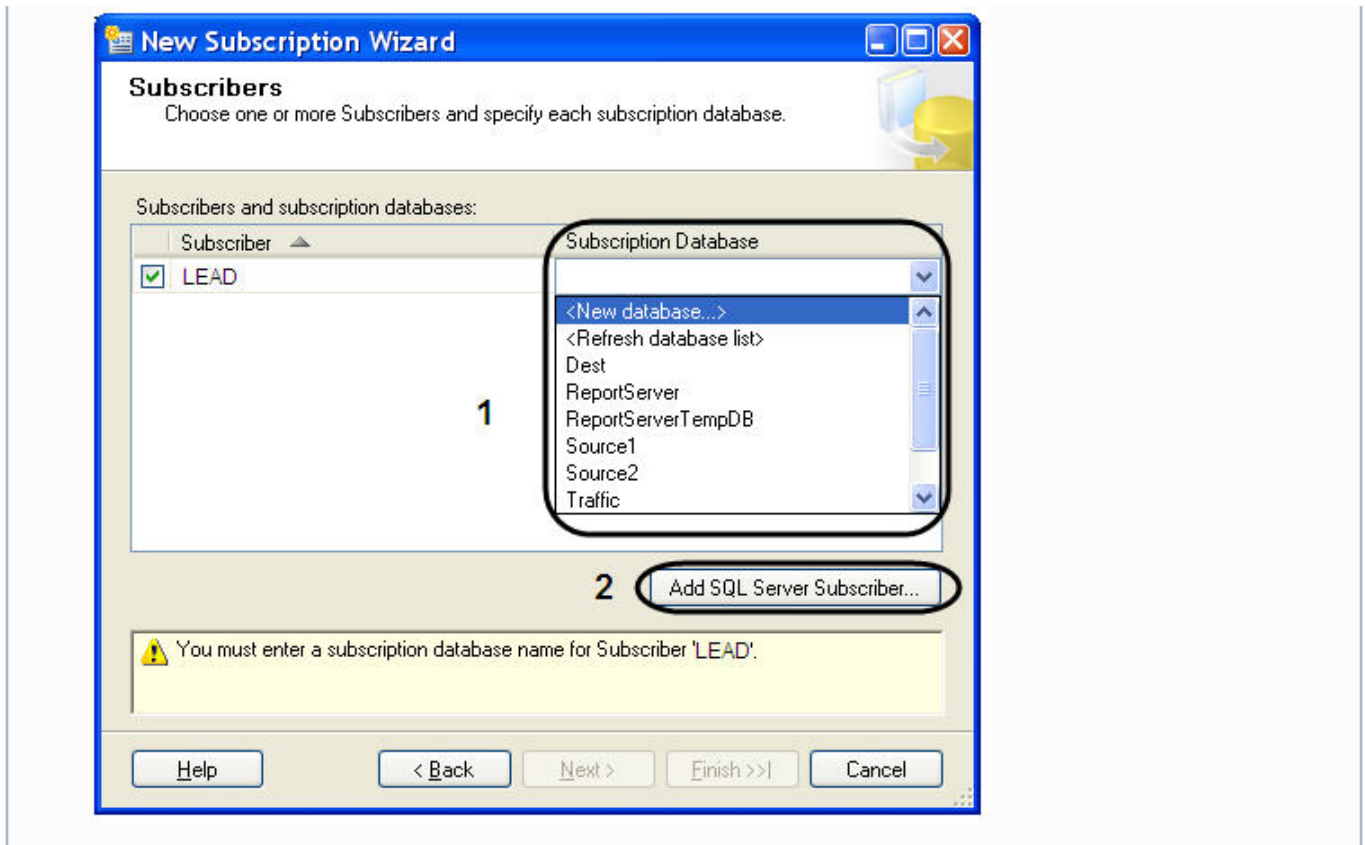 New Subscription Wizard
Subscribers
Choose one or more Subscribers and specify each subscription database.
Subscribers and subscription databases:
Subscriber Subscription Database
LEAD
<New database...>
<Refresh database list>
Dest
ReportServer
1
ReportServerTempDB
Source1
Source2
Traffic
2 Add SQL Server Subscriber...
You must enter a subscription database name for Subscriber 'LEAD'.
Help < Back Next > Finish >>| Cancel